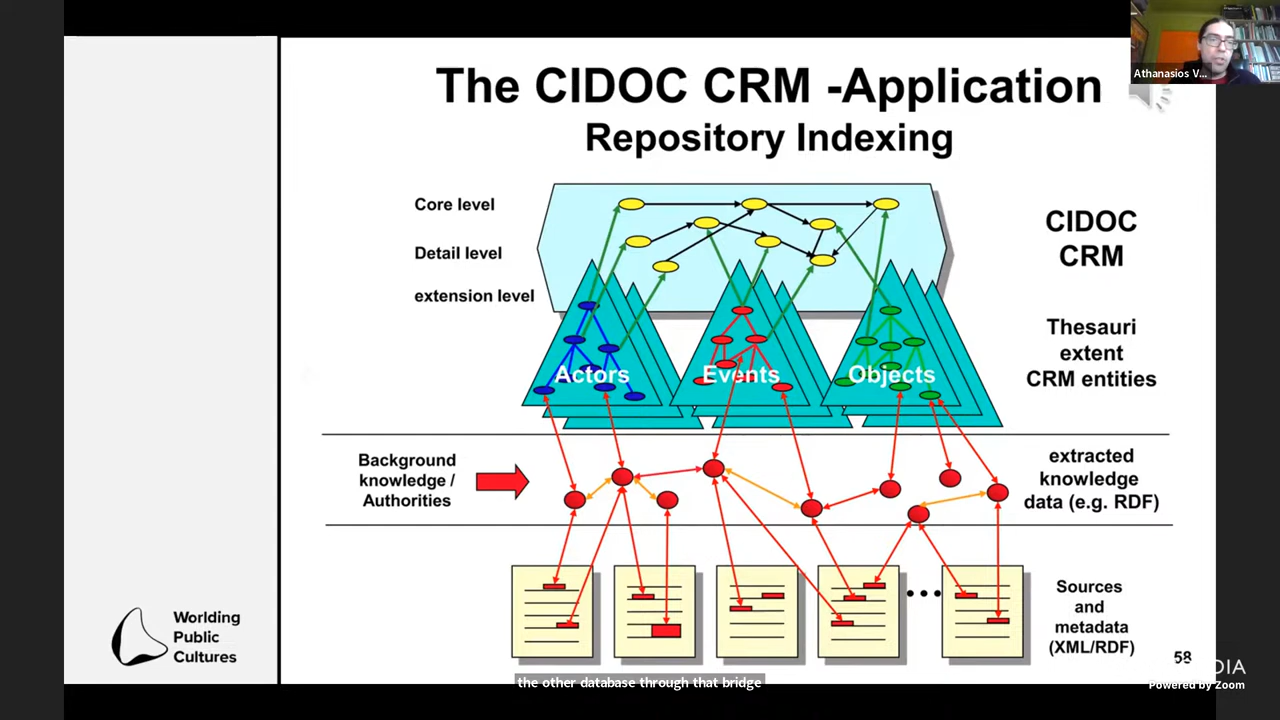 Athanasios V...
The CIDOC CRM -Application
Repository Indexing
Core level
Detail level
extension level
CIDOC
CRM
Thesauri
extent
CRM entities
Actors
Events
Objects
Background
knowledge /
Authorities
extracted
knowledge
data (e.g. RDF)
Sources
and
metadata
(XML/RDF)
Worlding
Public
Cultures
58
the other database through that bridge
DIA
Powered by Zoom